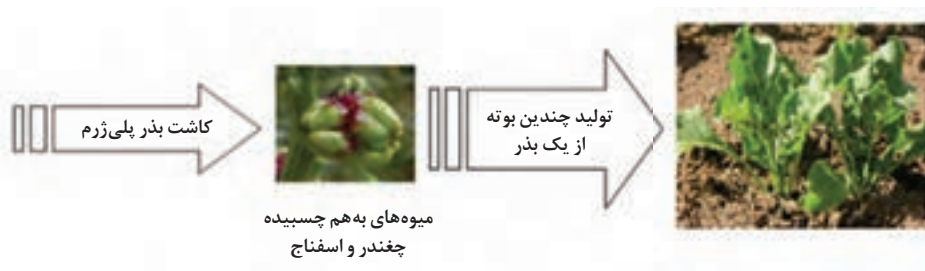 کاشت بذر پلی‌ژرم
میوه‌های به‌هم چسبیده
چغندر و اسفناج
تولید چندین بوته
از یک بذر